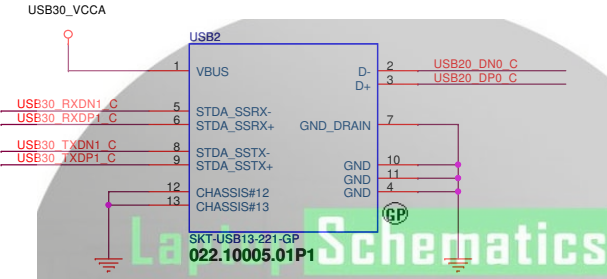 USB30_VCCA
USB2
1 VBUS
D- 2 USB20_DN0_C
D+ 3 USB20_DP0_C
USB30_RXDN1_C 5 STDA_SSRX-
USB30_RXDP1_C 6 STDA_SSRX+
GND_DRAIN 7
USB30_TXDN1_C 8 STDA_SSTX-
USB30_TXDP1_C 9 STDA_SSTX+
GND 10
GND 11
GND 4
12 CHASSIS#12
13 CHASSIS#13
GP
SKT-USB13-221-GP
022.10005.01P1
Laptop Schematics